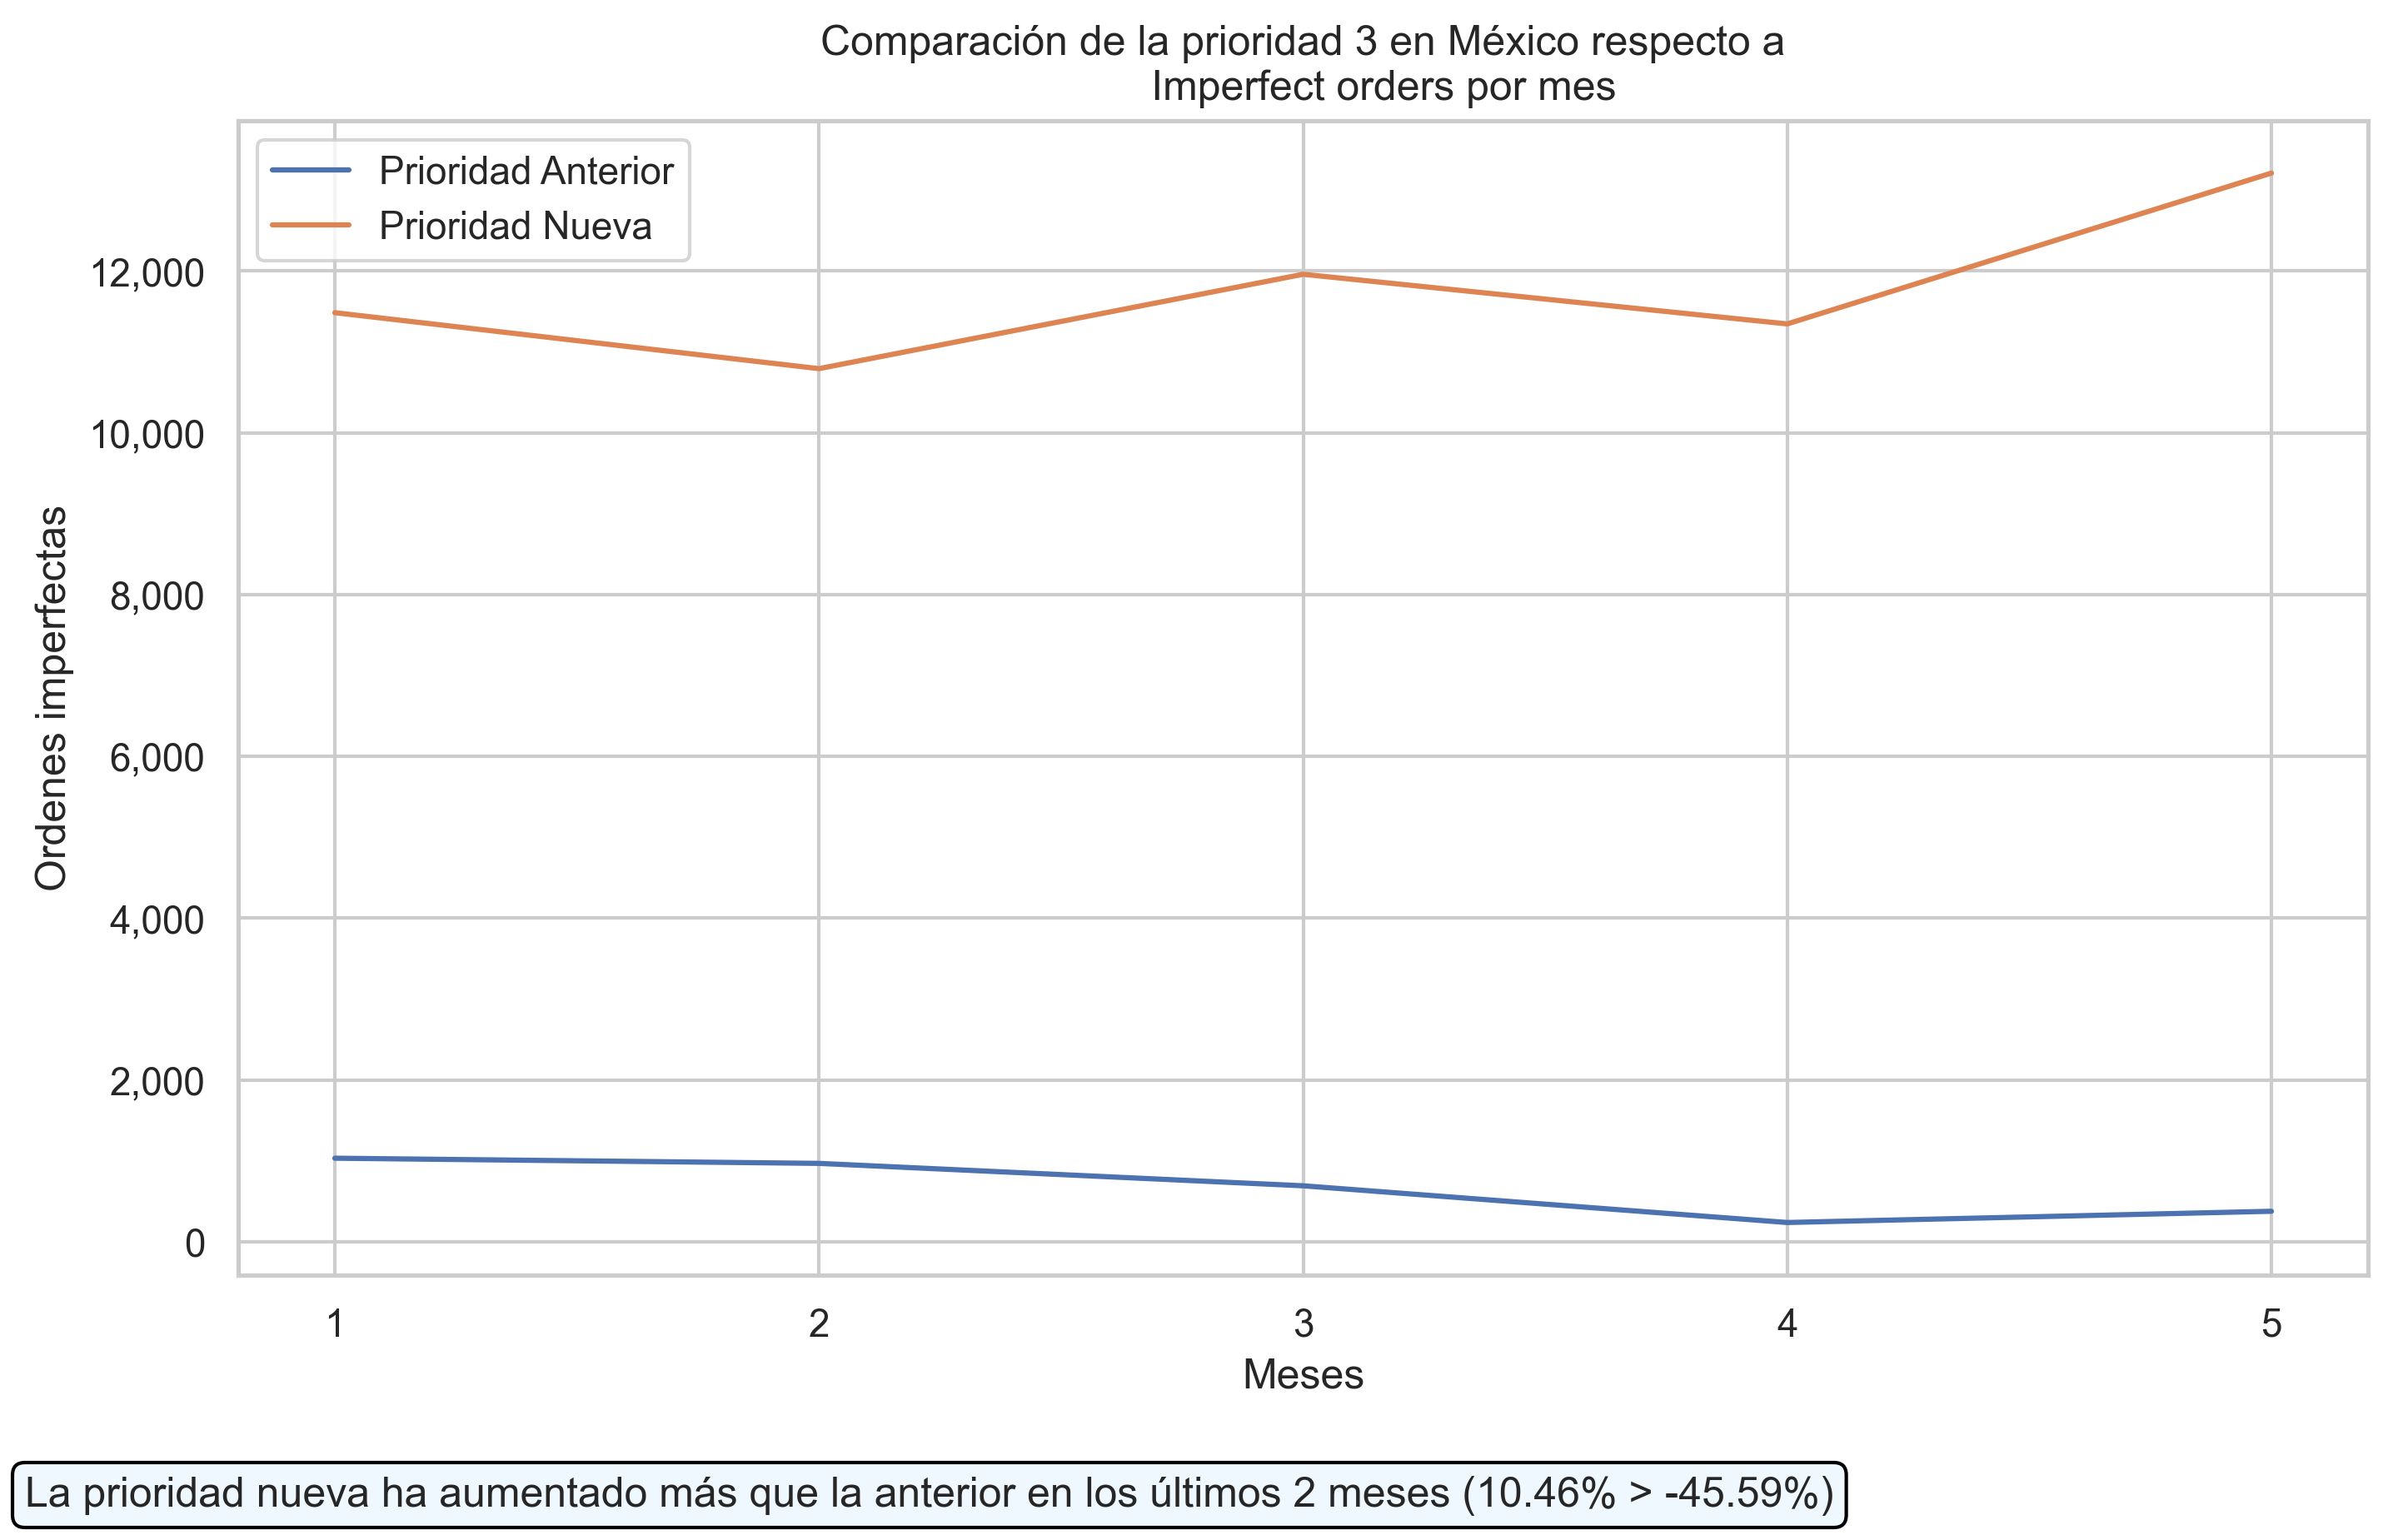 Comparación de la prioridad 3 en México respecto a
Imperfect orders por mes
Prioridad Anterior
Prioridad Nueva
12,000
10,000
8,000
6,000
4,000
2,000
0
Ordenes imperfectas
1 2 3 4 5
Meses
La prioridad nueva ha aumentado más que la anterior en los últimos 2 meses (10.46% > -45.59%)